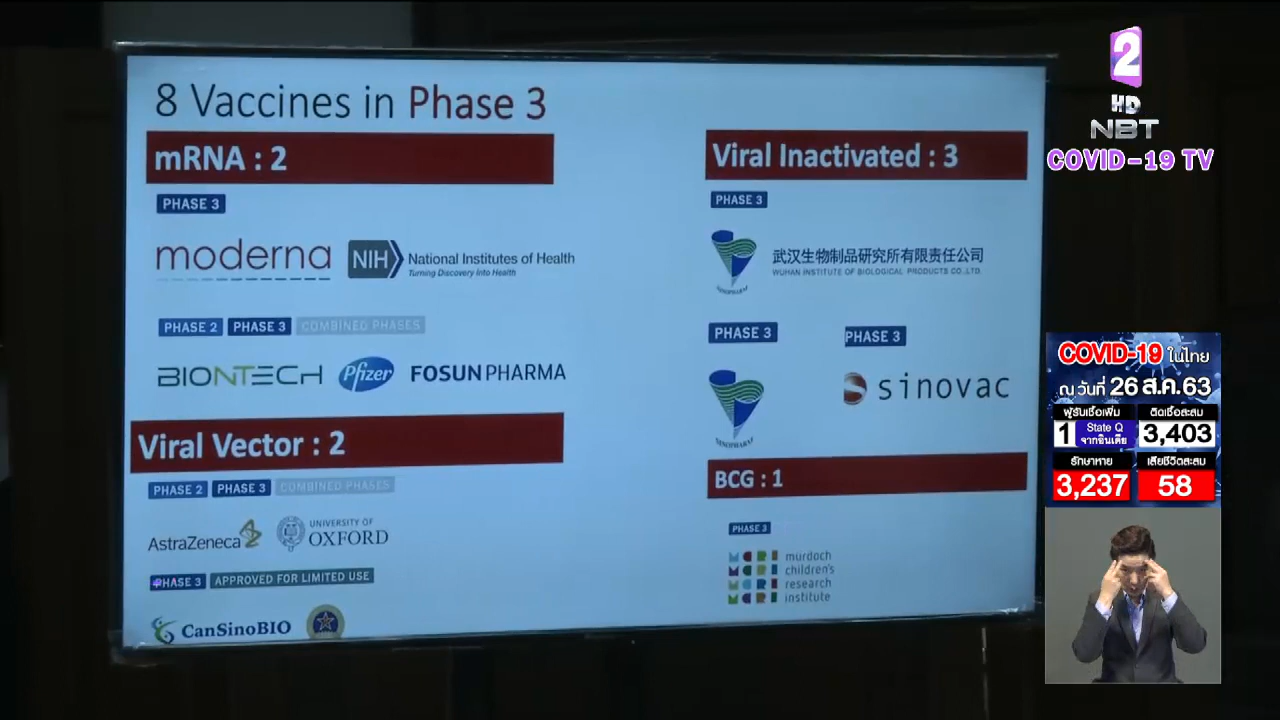 8 Vaccines in Phase 3
mRNA : 2
PHASE 3
moderna
NIH National Institutes of Health
Turning Discovery Into Health
PHASE 2 PHASE 3 COMBINED PHASES
BIONTECH Pfizer FOSUN PHARMA
Viral Vector : 2
PHASE 2 PHASE 3 COMBINED PHASES
AstraZeneca UNIVERSITY OF OXFORD
PHASE 3 APPROVED FOR LIMITED USE
CanSinoBIO
Viral Inactivated : 3
PHASE 3
武汉生物制品研究所有限责任公司
WUHAN INSTITUTE OF BIOLOGICAL PRODUCTS CO.,LTD.
SINOPHARM
PHASE 3 PHASE 3
SINOPHARM
sinovac
BCG : 1
PHASE 3
MCRI murdoch
MCRI children's
MCRI research
MCRI institute
2
HD
NBT
COVID-19 TV
COVID-19 ในไทย
ณ วันที่ 26 ส.ค. 63
ผู้รับเชื้อเพิ่ม ติดเชื้อสะสม
1 State Q จากอินเดีย 3,403
รักษาหาย เสียชีวิตสะสม
3,237 58